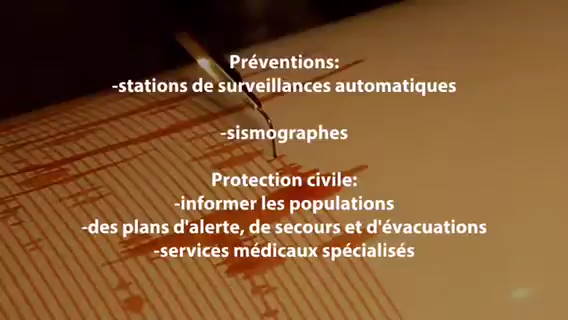 Préventions:
-stations de surveillances automatiques
-sismographes
Protection civile:
-informer les populations
-des plans d'alerte, de secours et d'évacuations
-services médicaux spécialisés